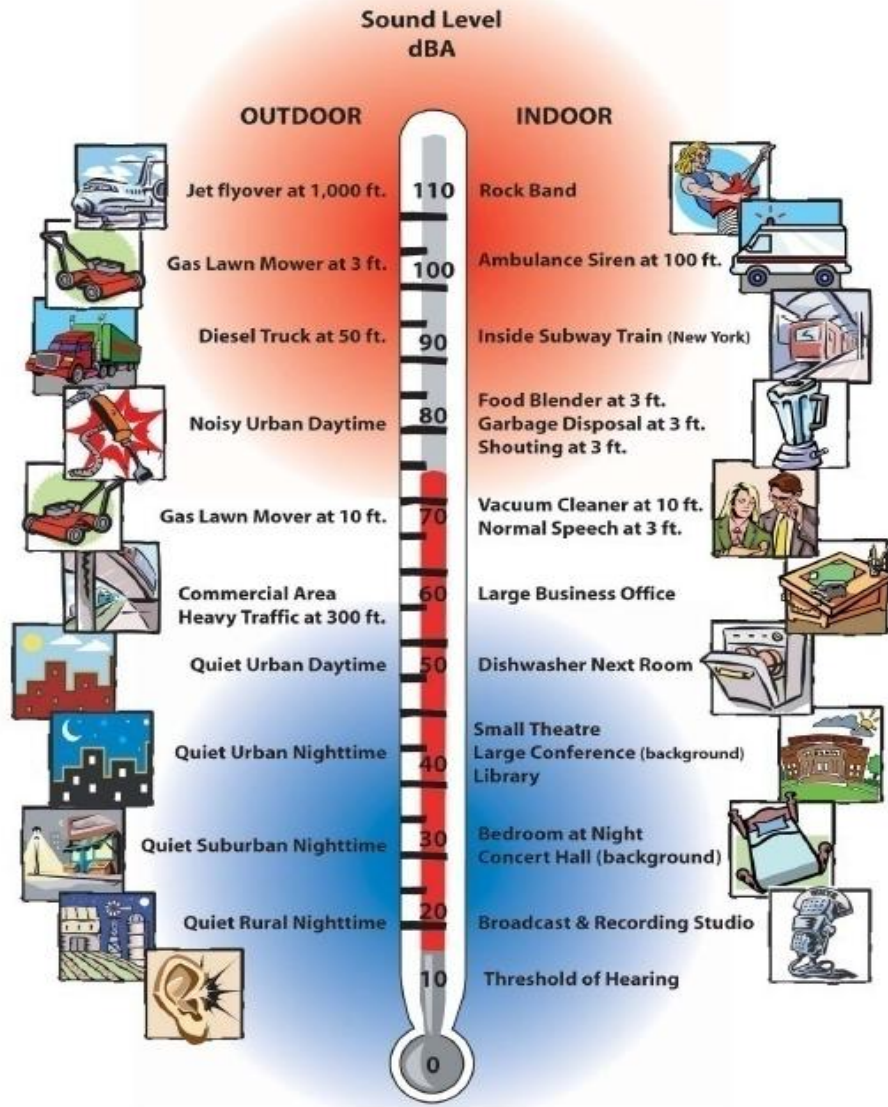 Sound Level
dBA
OUTDOOR
INDOOR
Jet flyover at 1,000 ft.
110
Rock Band
Gas Lawn Mower at 3 ft.
100
Ambulance Siren at 100 ft.
Diesel Truck at 50 ft.
90
Inside Subway Train (New York)
Noisy Urban Daytime
80
Food Blender at 3 ft.
Garbage Disposal at 3 ft.
Shouting at 3 ft.
Gas Lawn Mover at 10 ft.
70
Vacuum Cleaner at 10 ft.
Normal Speech at 3 ft.
Commercial Area
Heavy Traffic at 300 ft.
60
Large Business Office
Quiet Urban Daytime
50
Dishwasher Next Room
Quiet Urban Nighttime
40
Small Theatre
Large Conference (background)
Library
Quiet Suburban Nighttime
30
Bedroom at Night
Concert Hall (background)
Quiet Rural Nighttime
20
Broadcast & Recording Studio
10
Threshold of Hearing
0